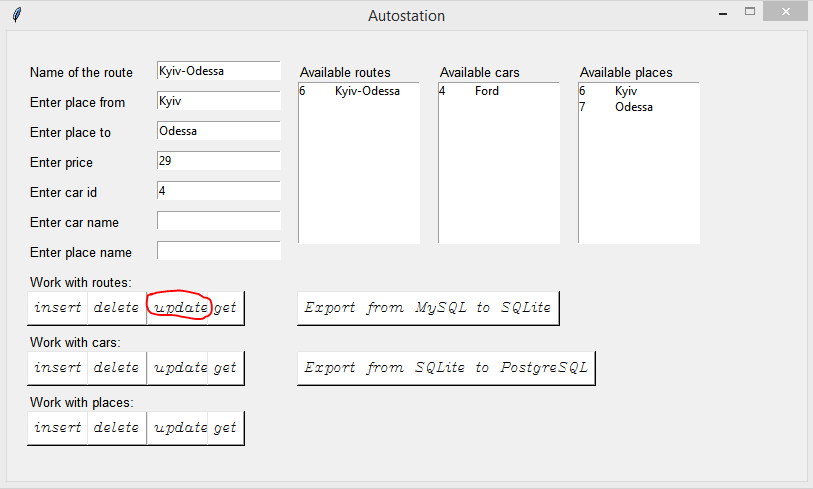 Autostation
Name of the route Kyiv-Odessa
Enter place from Kyiv
Enter place to Odessa
Enter price 29
Enter car id 4
Enter car name
Enter place name
Available routes
6 Kyiv-Odessa
Available cars
4 Ford
Available places
6 Kyiv
7 Odessa
Work with routes:
insert delete update get
Export from MySQL to SQLite
Work with cars:
insert delete update get
Export from SQLite to PostgreSQL
Work with places:
insert delete update get